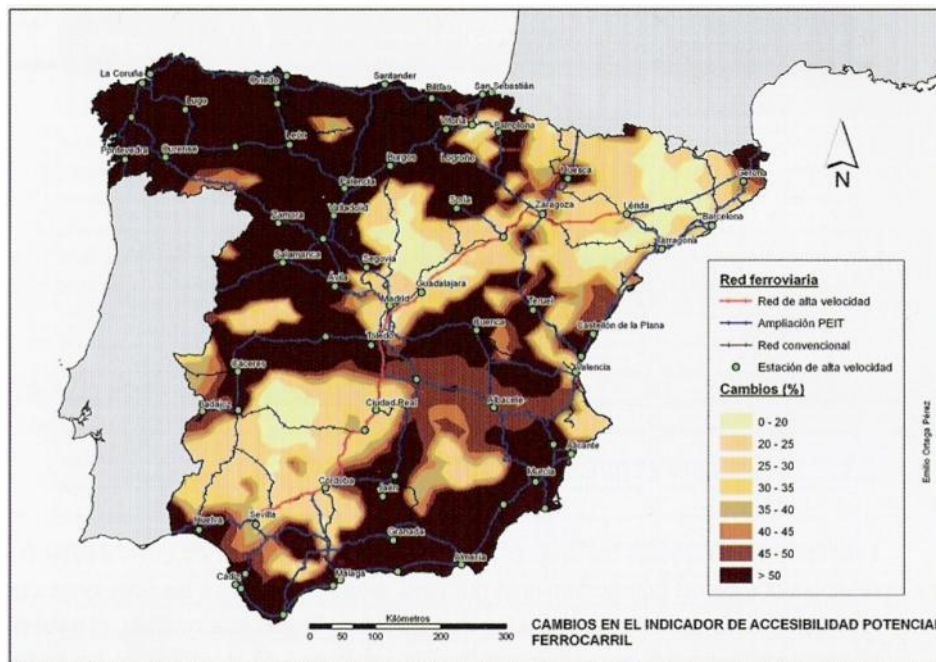 La Coruña
Oviedo
Santander
Bilbao
San Sebastián
Lugo
Vitoria
Pamplona
León
Pontevedra
Ourense
Burgos
Logroño
Huesca
Gerona
Palencia
Soria
Zaragoza
Lérida
Valladolid
Zamora
Barcelona
Tarragona
Salamanca
Segovia
Ávila
Guadalajara
Madrid
Teruel
Toledo
Cuenca
Castellón de la Plana
Cáceres
Valencia
Badajoz
Ciudad Real
Albacete
Alicante
Córdoba
Jaén
Murcia
Huelva
Sevilla
Granada
Almería
Málaga
Cádiz
N
Red ferroviaria
Red de alta velocidad
Ampliación PEIT
Red convencional
Estación de alta velocidad
Cambios (%)
0 - 20
20 - 25
25 - 30
30 - 35
35 - 40
40 - 45
45 - 50
> 50
Emilio Ortega Pérez
Kilómetros
0 50 100 200 300
CAMBIOS EN EL INDICADOR DE ACCESIBILIDAD POTENCIAL
FERROCARRIL